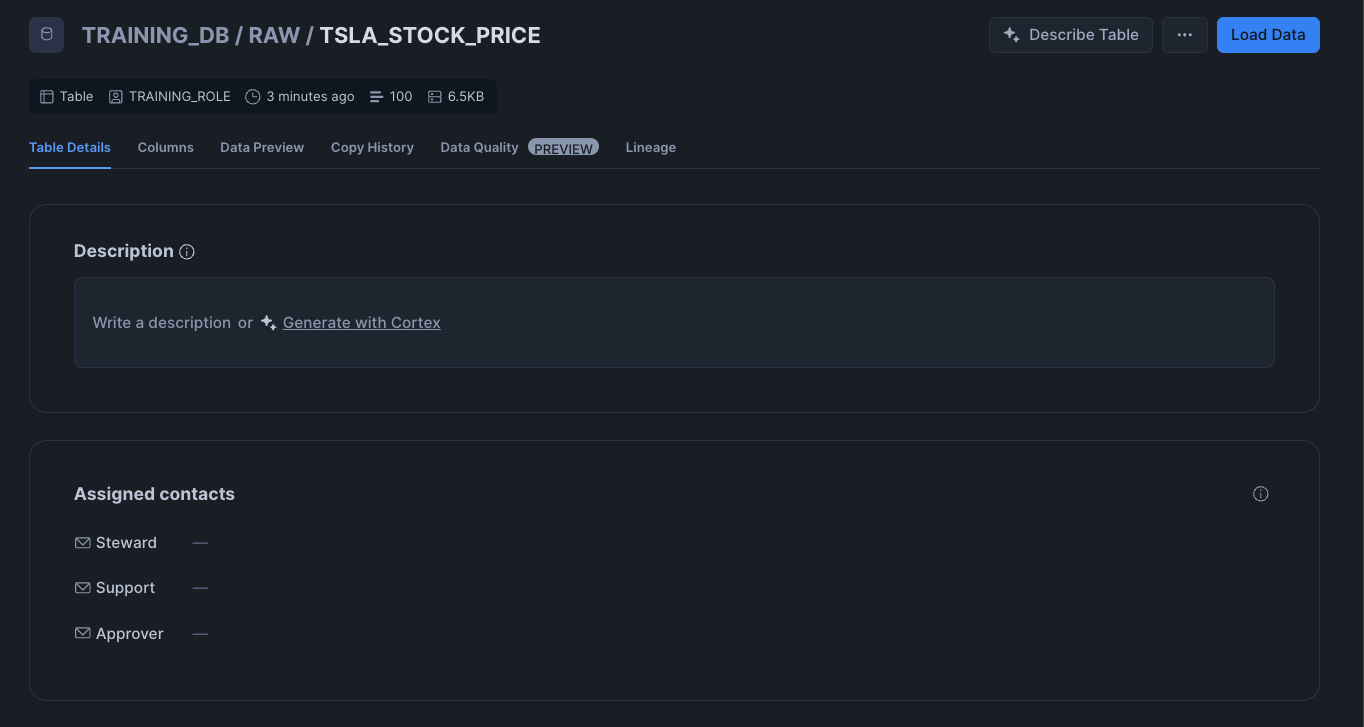 TRAINING_DB / RAW / TSLA_STOCK_PRICE
Describe Table
...
Load Data
Table TRAINING_ROLE 3 minutes ago 100 6.5KB
Table Details Columns Data Preview Copy History Data Quality PREVIEW Lineage
Description
Write a description or Generate with Cortex
Assigned contacts
Steward —
Support —
Approver —